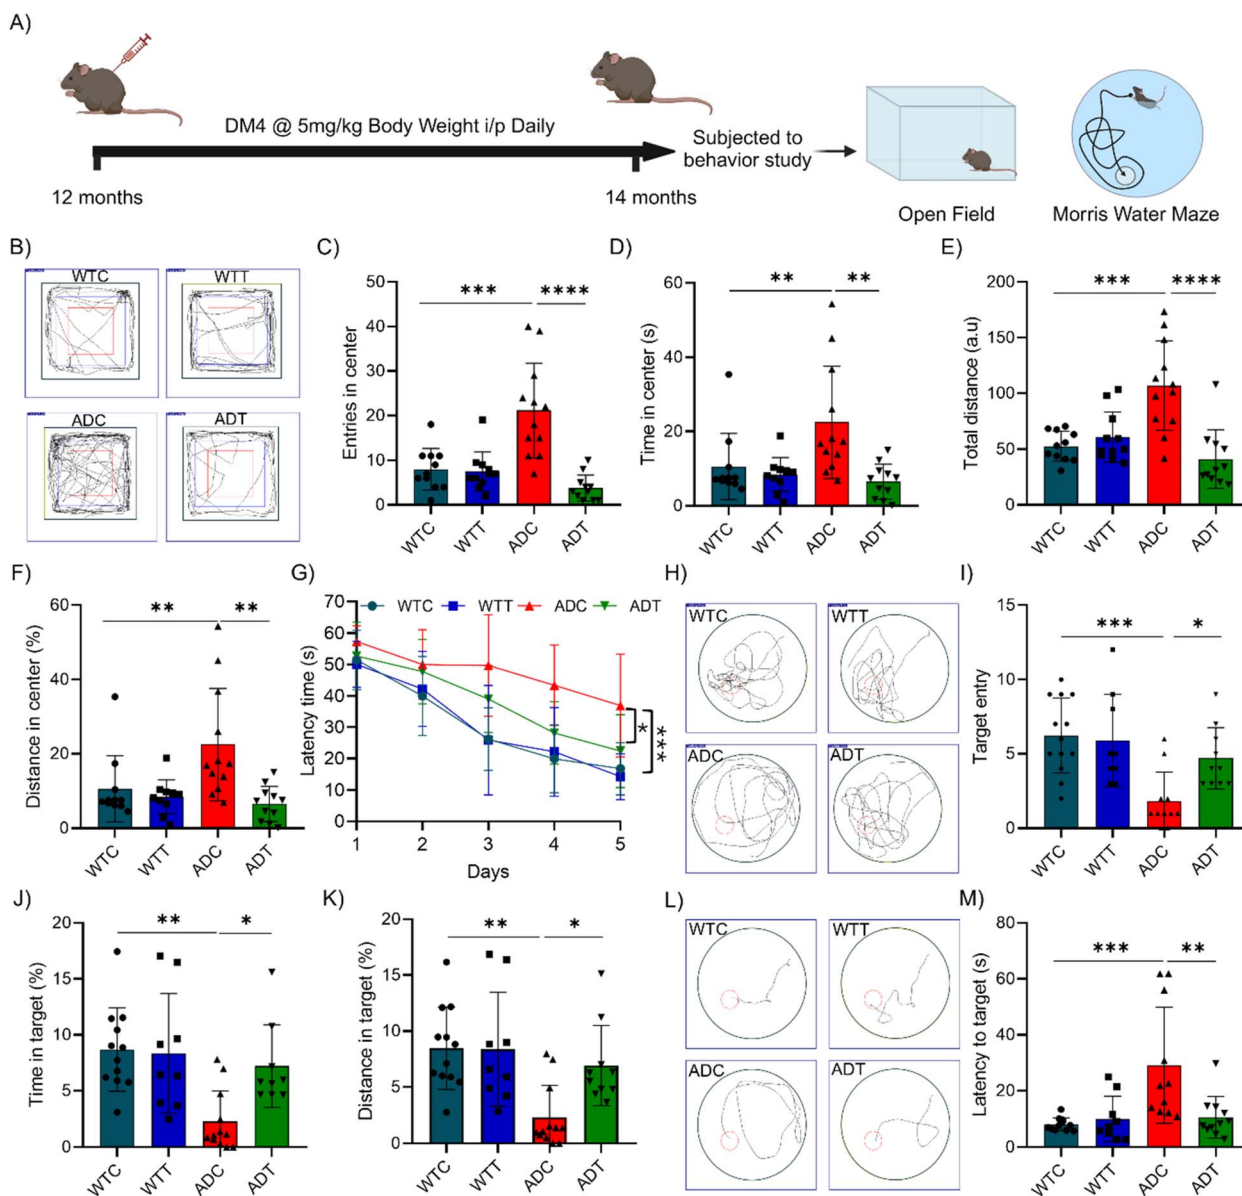 A)
DM4 @ 5mg/kg Body Weight i/p Daily
Subjected to
behavior study
12 months
14 months
Open Field
Morris Water Maze
B)
WTC
WTT
ADC
ADT
C)
Entries in center
50
40
30
20
10
0
*** ****
WTC WTT ADC ADT
D)
Time in center (s)
60
40
20
0
** **
WTC WTT ADC ADT
E)
Total distance (a.u)
200
150
100
50
0
*** ****
WTC WTT ADC ADT
F)
Distance in center (%)
60
40
20
0
** **
WTC WTT ADC ADT
G)
WTC WTT ADC ADT
Latency time (s)
70
60
50
40
30
20
10
0
* ****
1 2 3 4 5
Days
H)
WTC
WTT
ADC
ADT
I)
Target entry
15
10
5
0
*** *
WTC WTT ADC ADT
J)
Time in target (%)
20
15
10
5
0
** *
WTC WTT ADC ADT
K)
Distance in target (%)
20
15
10
5
0
** *
WTC WTT ADC ADT
L)
WTC
WTT
ADC
ADT
M)
Latency to target (s)
80
60
40
20
0
*** **
WTC WTT ADC ADT